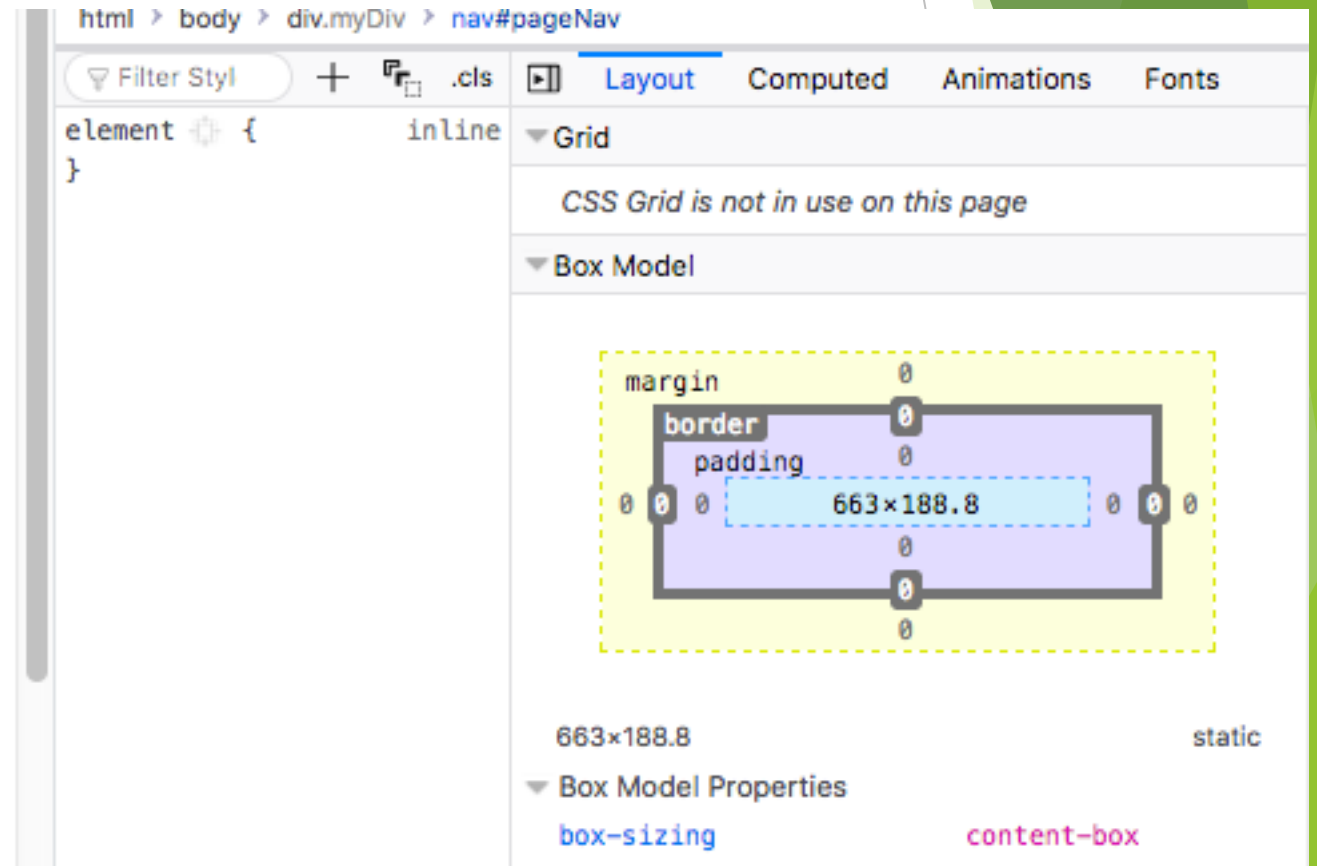 html > body > div.myDiv > nav#pageNav
Filter Styl + .cls
Layout Computed Animations Fonts
element { inline
}
Grid
CSS Grid is not in use on this page
Box Model
margin 0
border 0
padding 0
0 0 0 663×188.8 0 0 0
0
0
0
663×188.8 static
Box Model Properties
box-sizing content-box